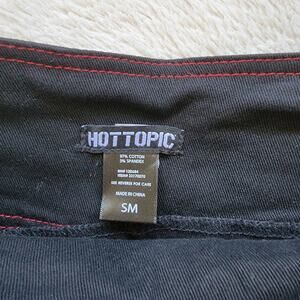 HOTTOPIC
97% COTTON
3% SPANDEX
SEE REVERSE FOR CARE
MADE IN CHINA
SM